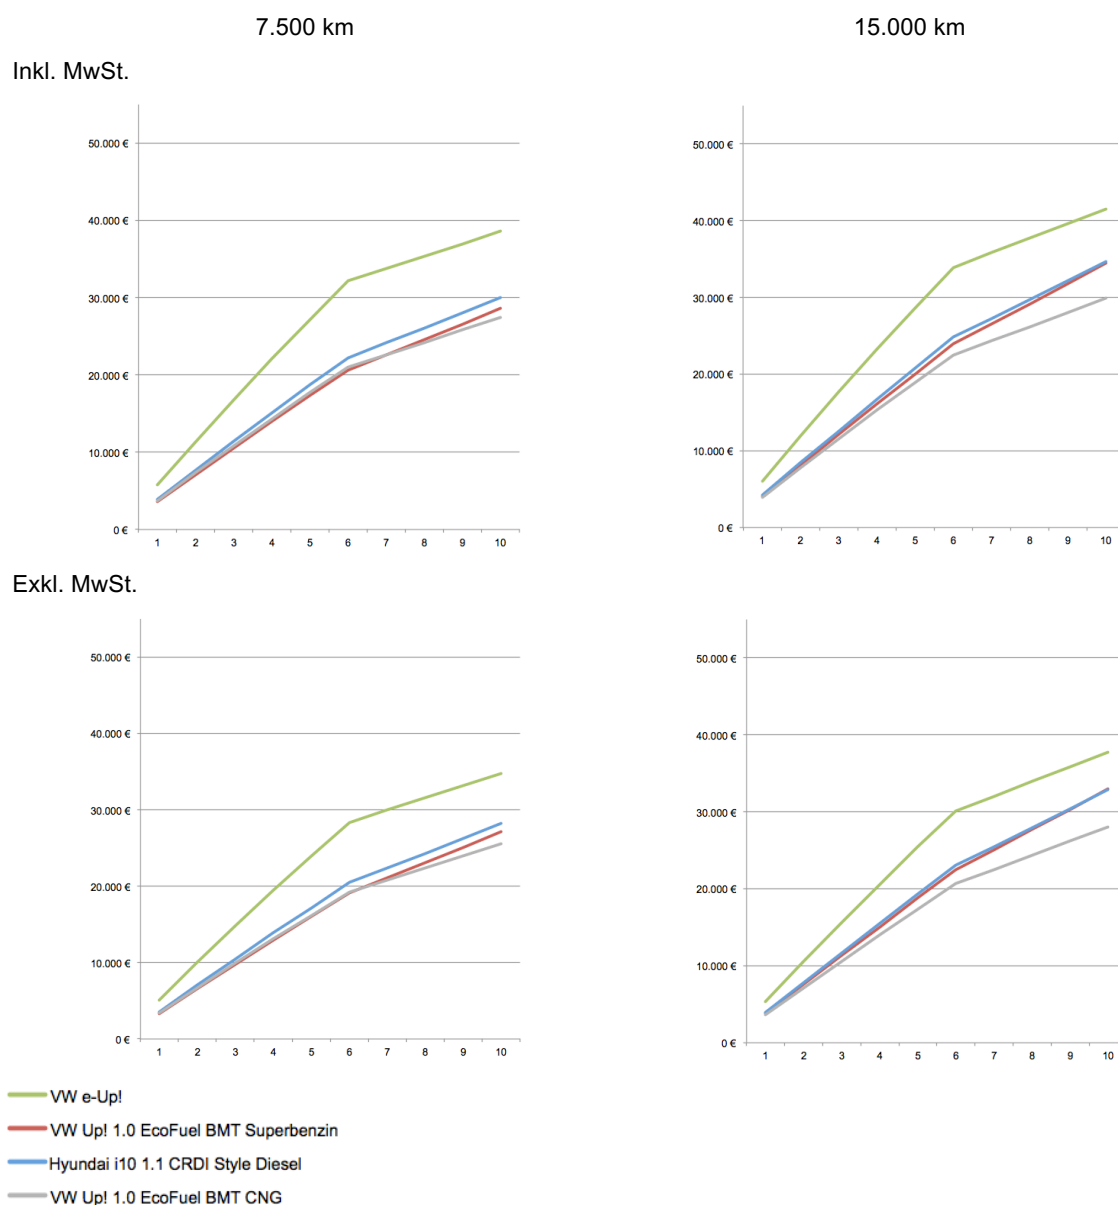 7.500 km 15.000 km
Inkl. MwSt.
50.000 € 50.000 €
40.000 € 40.000 €
30.000 € 30.000 €
20.000 € 20.000 €
10.000 € 10.000 €
0 € 0 €
1 2 3 4 5 6 7 8 9 10 1 2 3 4 5 6 7 8 9 10
Exkl. MwSt.
50.000 € 50.000 €
40.000 € 40.000 €
30.000 € 30.000 €
20.000 € 20.000 €
10.000 € 10.000 €
0 € 0 €
1 2 3 4 5 6 7 8 9 10 1 2 3 4 5 6 7 8 9 10
VW e-Up!
VW Up! 1.0 EcoFuel BMT Superbenzin
Hyundai i10 1.1 CRDI Style Diesel
VW Up! 1.0 EcoFuel BMT CNG